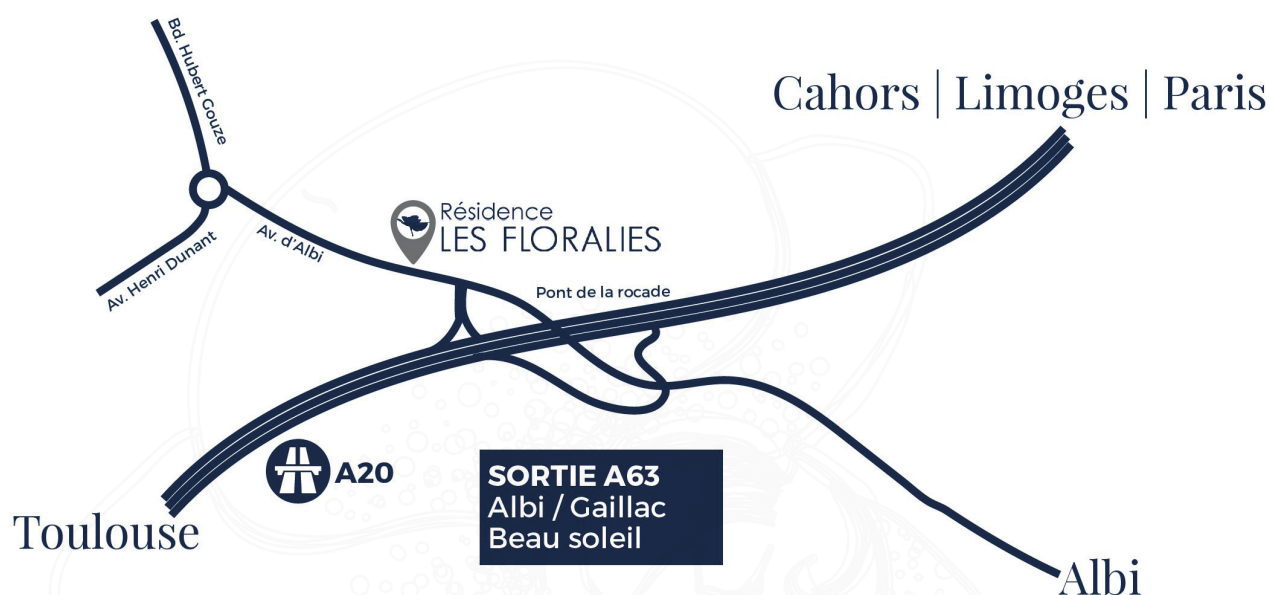 Bd. Hubert Gouze
Cahors | Limoges | Paris
Résidence
LES FLORALIES
Av. d'Albi
Av. Henri Dunant
Pont de la rocade
A20
SORTIE A63
Albi / Gaillac
Beau soleil
Toulouse
Albi